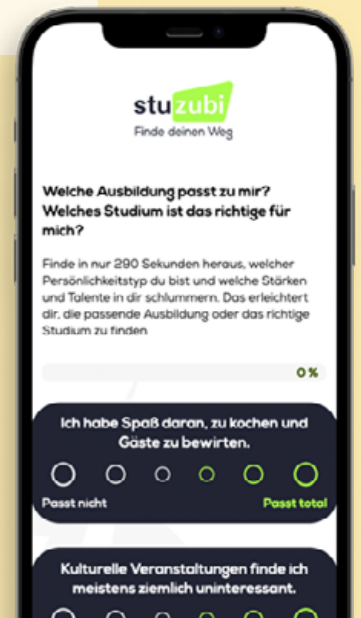 stuzubi
Finde deinen Weg
Welche Ausbildung passt zu mir?
Welches Studium ist das richtige für
mich?
Finde in nur 290 Sekunden heraus, welcher
Persönlichkeitstyp du bist und welche Stärken
und Talente in dir schlummern. Das erleichtert
dir, die passende Ausbildung oder das richtige
Studium zu finden
0 %
Ich habe Spaß daran, zu kochen und
Gäste zu bewirten.
Passt nicht Passt total
Kulturelle Veranstaltungen finde ich
meistens ziemlich uninteressant.